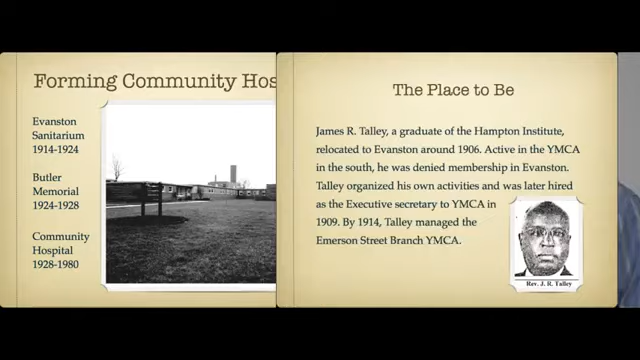 Forming Community Hos
Evanston
Sanitarium
1914-1924
Butler
Memorial
1924-1928
Community
Hospital
1928-1980
The Place to Be
James R. Talley, a graduate of the Hampton Institute,
relocated to Evanston around 1906. Active in the YMCA
in the south, he was denied membership in Evanston.
Talley organized his own activities and was later hired
as the Executive secretary to YMCA in
1909. By 1914, Talley managed the
Emerson Street Branch YMCA.
Rev. J. R. Talley